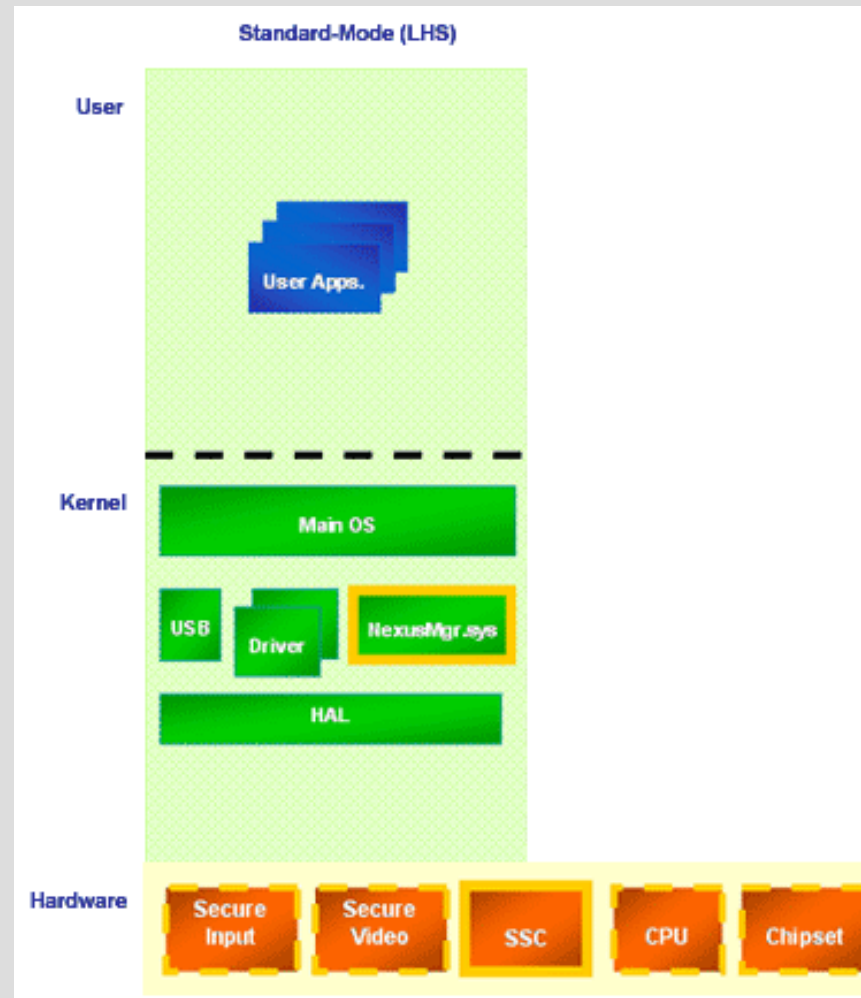 Standard-Mode (LHS)
User
User Apps.
Kernel
Main OS
USB
Driver
NexusMgr.sys
HAL
Hardware
Secure
Input
Secure
Video
SSC
CPU
Chipset